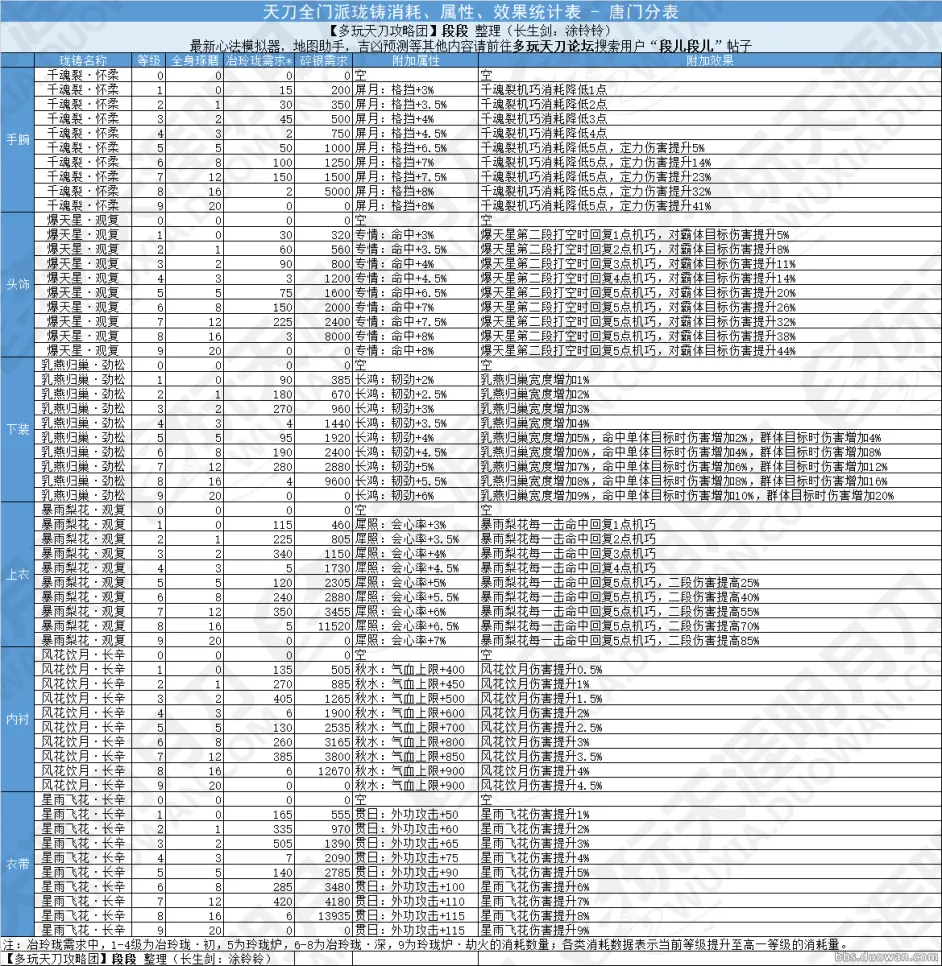 天刀全门派珑铸消耗、属性、效果统计表 - 唐门分表
【多玩天刀攻略团】段段 整理（长生剑：涂铃铃）
最新心法模拟器，地图助手，吉凶预测等其他内容请前往多玩天刀论坛搜索用户“段儿段儿”帖子
珑铸名称 等级 全身琢磨 冶玲珑需求* 碎银需求 附加属性 附加效果
手腕
千魂裂·怀柔 0 0 0 0 空 空
千魂裂·怀柔 1 0 15 200 屏月：格挡+3% 千魂裂机巧消耗降低1点
千魂裂·怀柔 2 1 30 350 屏月：格挡+3.5% 千魂裂机巧消耗降低2点
千魂裂·怀柔 3 2 45 500 屏月：格挡+4% 千魂裂机巧消耗降低3点
千魂裂·怀柔 4 3 2 750 屏月：格挡+4.5% 千魂裂机巧消耗降低4点
千魂裂·怀柔 5 5 50 1000 屏月：格挡+6.5% 千魂裂机巧消耗降低5点，定力伤害提升5%
千魂裂·怀柔 6 8 100 1250 屏月：格挡+7% 千魂裂机巧消耗降低5点，定力伤害提升14%
千魂裂·怀柔 7 12 150 1500 屏月：格挡+7.5% 千魂裂机巧消耗降低5点，定力伤害提升23%
千魂裂·怀柔 8 16 2 5000 屏月：格挡+8% 千魂裂机巧消耗降低5点，定力伤害提升32%
千魂裂·怀柔 9 20 0 0 屏月：格挡+8% 千魂裂机巧消耗降低5点，定力伤害提升41%
头饰
爆天星·观复 0 0 0 0 空 空
爆天星·观复 1 0 30 320 专情：命中+3% 爆天星第二段打空时回复1点机巧，对霸体目标伤害提升5%
爆天星·观复 2 1 60 560 专情：命中+3.5% 爆天星第二段打空时回复2点机巧，对霸体目标伤害提升8%
爆天星·观复 3 2 90 800 专情：命中+4% 爆天星第二段打空时回复3点机巧，对霸体目标伤害提升11%
爆天星·观复 4 3 3 1200 专情：命中+4.5% 爆天星第二段打空时回复4点机巧，对霸体目标伤害提升14%
爆天星·观复 5 5 75 1600 专情：命中+6.5% 爆天星第二段打空时回复5点机巧，对霸体目标伤害提升20%
爆天星·观复 6 8 150 2000 专情：命中+7% 爆天星第二段打空时回复5点机巧，对霸体目标伤害提升26%
爆天星·观复 7 12 225 2400 专情：命中+7.5% 爆天星第二段打空时回复5点机巧，对霸体目标伤害提升32%
爆天星·观复 8 16 3 8000 专情：命中+8% 爆天星第二段打空时回复5点机巧，对霸体目标伤害提升38%
爆天星·观复 9 20 0 0 专情：命中+8% 爆天星第二段打空时回复5点机巧，对霸体目标伤害提升44%
下装
乳燕归巢·劲松 0 0 0 0 空 空
乳燕归巢·劲松 1 0 90 385 长鸿：韧劲+2% 乳燕归巢宽度增加1%
乳燕归巢·劲松 2 1 180 670 长鸿：韧劲+2.5% 乳燕归巢宽度增加2%
乳燕归巢·劲松 3 2 270 960 长鸿：韧劲+3% 乳燕归巢宽度增加3%
乳燕归巢·劲松 4 3 4 1440 长鸿：韧劲+3.5% 乳燕归巢宽度增加4%
乳燕归巢·劲松 5 5 95 1920 长鸿：韧劲+4% 乳燕归巢宽度增加5%，命中单体目标时伤害增加2%，群体目标时伤害增加4%
乳燕归巢·劲松 6 8 190 2400 长鸿：韧劲+4.5% 乳燕归巢宽度增加6%，命中单体目标时伤害增加4%，群体目标时伤害增加8%
乳燕归巢·劲松 7 12 280 2880 长鸿：韧劲+5% 乳燕归巢宽度增加7%，命中单体目标时伤害增加6%，群体目标时伤害增加12%
乳燕归巢·劲松 8 16 4 9600 长鸿：韧劲+5.5% 乳燕归巢宽度增加8%，命中单体目标时伤害增加8%，群体目标时伤害增加16%
乳燕归巢·劲松 9 20 0 0 长鸿：韧劲+6% 乳燕归巢宽度增加9%，命中单体目标时伤害增加10%，群体目标时伤害增加20%
上衣
暴雨梨花·观复 0 0 0 0 空 空
暴雨梨花·观复 1 0 115 460 犀照：会心率+3% 暴雨梨花每一击命中回复1点机巧
暴雨梨花·观复 2 1 225 805 犀照：会心率+3.5% 暴雨梨花每一击命中回复2点机巧
暴雨梨花·观复 3 2 340 1150 犀照：会心率+4% 暴雨梨花每一击命中回复3点机巧
暴雨梨花·观复 4 3 5 1730 犀照：会心率+4.5% 暴雨梨花每一击命中回复4点机巧
暴雨梨花·观复 5 5 120 2305 犀照：会心率+5% 暴雨梨花每一击命中回复5点机巧，二段伤害提高25%
暴雨梨花·观复 6 8 240 2880 犀照：会心率+5.5% 暴雨梨花每一击命中回复5点机巧，二段伤害提高40%
暴雨梨花·观复 7 12 350 3455 犀照：会心率+6% 暴雨梨花每一击命中回复5点机巧，二段伤害提高55%
暴雨梨花·观复 8 16 5 11520 犀照：会心率+6.5% 暴雨梨花每一击命中回复5点机巧，二段伤害提高70%
暴雨梨花·观复 9 20 0 0 犀照：会心率+7% 暴雨梨花每一击命中回复5点机巧，二段伤害提高85%
内衬
风花饮月·长辛 0 0 0 0 空 空
风花饮月·长辛 1 0 135 505 秋水：气血上限+400 风花饮月伤害提升0.5%
风花饮月·长辛 2 1 270 885 秋水：气血上限+450 风花饮月伤害提升1%
风花饮月·长辛 3 2 405 1265 秋水：气血上限+500 风花饮月伤害提升1.5%
风花饮月·长辛 4 3 6 1900 秋水：气血上限+600 风花饮月伤害提升2%
风花饮月·长辛 5 5 130 2535 秋水：气血上限+700 风花饮月伤害提升2.5%
风花饮月·长辛 6 8 260 3165 秋水：气血上限+800 风花饮月伤害提升3%
风花饮月·长辛 7 12 385 3800 秋水：气血上限+850 风花饮月伤害提升3.5%
风花饮月·长辛 8 16 6 12670 秋水：气血上限+900 风花饮月伤害提升4%
风花饮月·长辛 9 20 0 0 秋水：气血上限+900 风花饮月伤害提升4.5%
衣带
星雨飞花·长辛 0 0 0 0 空 空
星雨飞花·长辛 1 0 165 555 贯日：外功攻击+50 星雨飞花伤害提升1%
星雨飞花·长辛 2 1 335 970 贯日：外功攻击+60 星雨飞花伤害提升2%
星雨飞花·长辛 3 2 505 1390 贯日：外功攻击+65 星雨飞花伤害提升3%
星雨飞花·长辛 4 3 7 2090 贯日：外功攻击+75 星雨飞花伤害提升4%
星雨飞花·长辛 5 5 140 2785 贯日：外功攻击+90 星雨飞花伤害提升5%
星雨飞花·长辛 6 8 285 3480 贯日：外功攻击+100 星雨飞花伤害提升6%
星雨飞花·长辛 7 12 420 4180 贯日：外功攻击+110 星雨飞花伤害提升7%
星雨飞花·长辛 8 16 6 13935 贯日：外功攻击+115 星雨飞花伤害提升8%
星雨飞花·长辛 9 20 0 0 贯日：外功攻击+115 星雨飞花伤害提升9%
注：冶玲珑需求中，1-4级为冶玲珑·初，5为玲珑炉，6-8为冶玲珑·深，9为玲珑炉·劫火的消耗数量；各类消耗数据表示当前等级提升至高一等级的消耗量。
【多玩天刀攻略团】段段 整理（长生剑：涂铃铃）
bbs.duowan.com